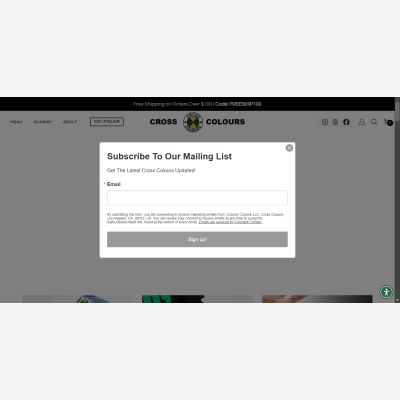 Free Shipping on Orders Over $100 | Code: FREESHIP100
MENU RUNWAY ABOUT CXC ATELIER CROSS COLOURS 0
Subscribe To Our Mailing List
Get The Latest Cross Colours Updates!
* Email
By submitting this form, you are consenting to receive marketing emails from: Colours Classic LLC, Cross Colours
Los Angeles, CA, 90015, US. You can revoke your consent to receive emails at any time by using the
SafeUnsubscribe® link, found at the bottom of every email. Emails are serviced by Constant Contact.
Sign up!